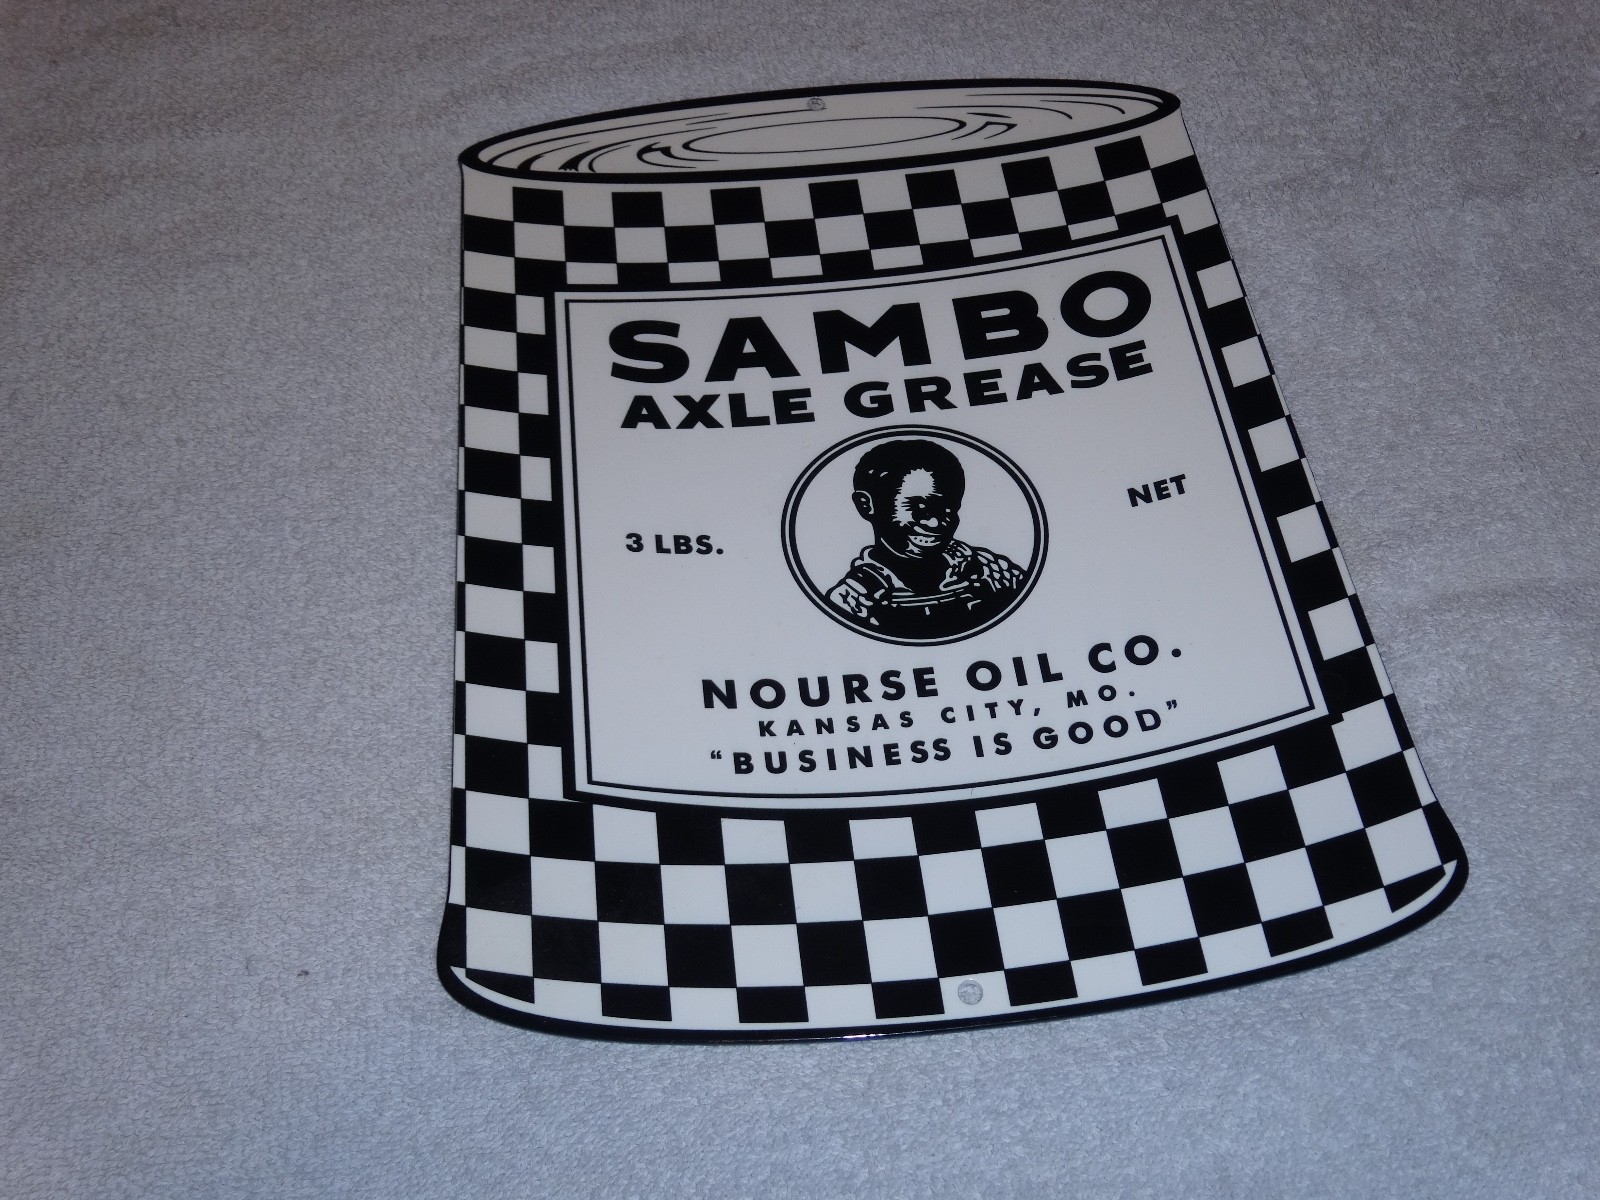 SAMBO
AXLE GREASE
3 LBS.
NET
NOURSE OIL CO.
KANSAS CITY, MO.
"BUSINESS IS GOOD"